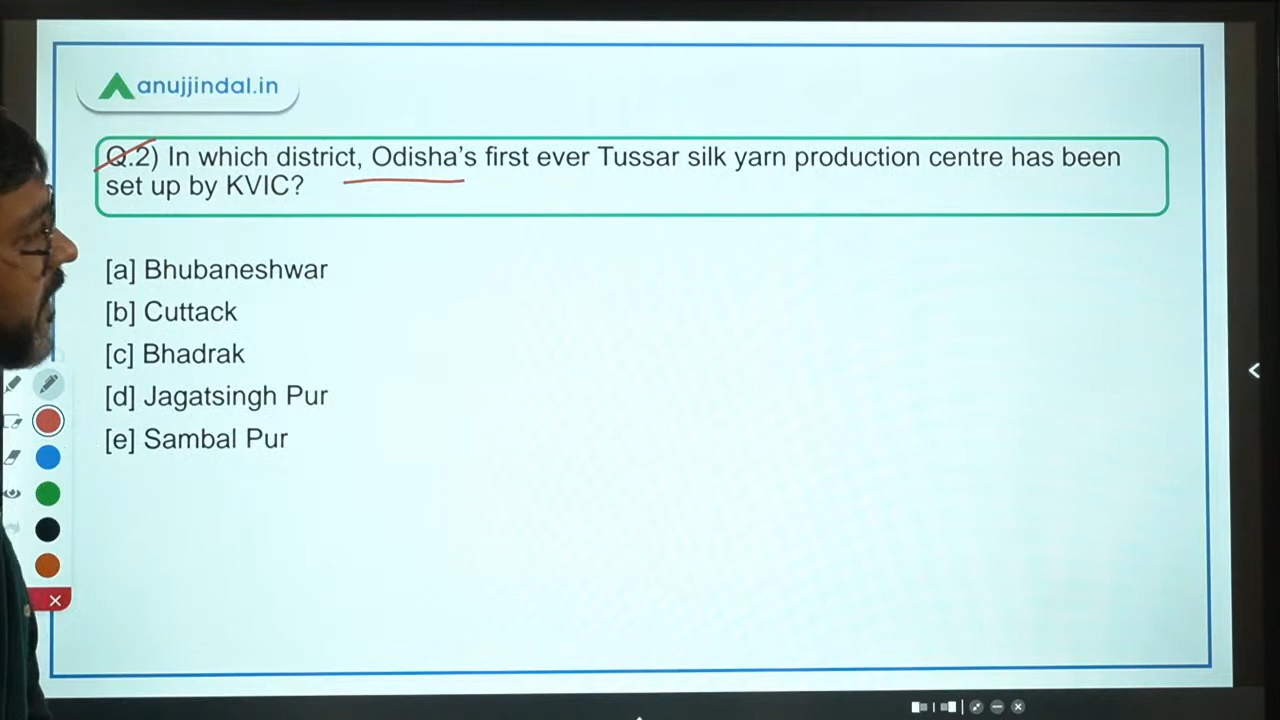 anujjindal.in
Q.2) In which district, Odisha's first ever Tussar silk yarn production centre has been
set up by KVIC?
[a] Bhubaneshwar
[b] Cuttack
[c] Bhadrak
[d] Jagatsingh Pur
[e] Sambal Pur